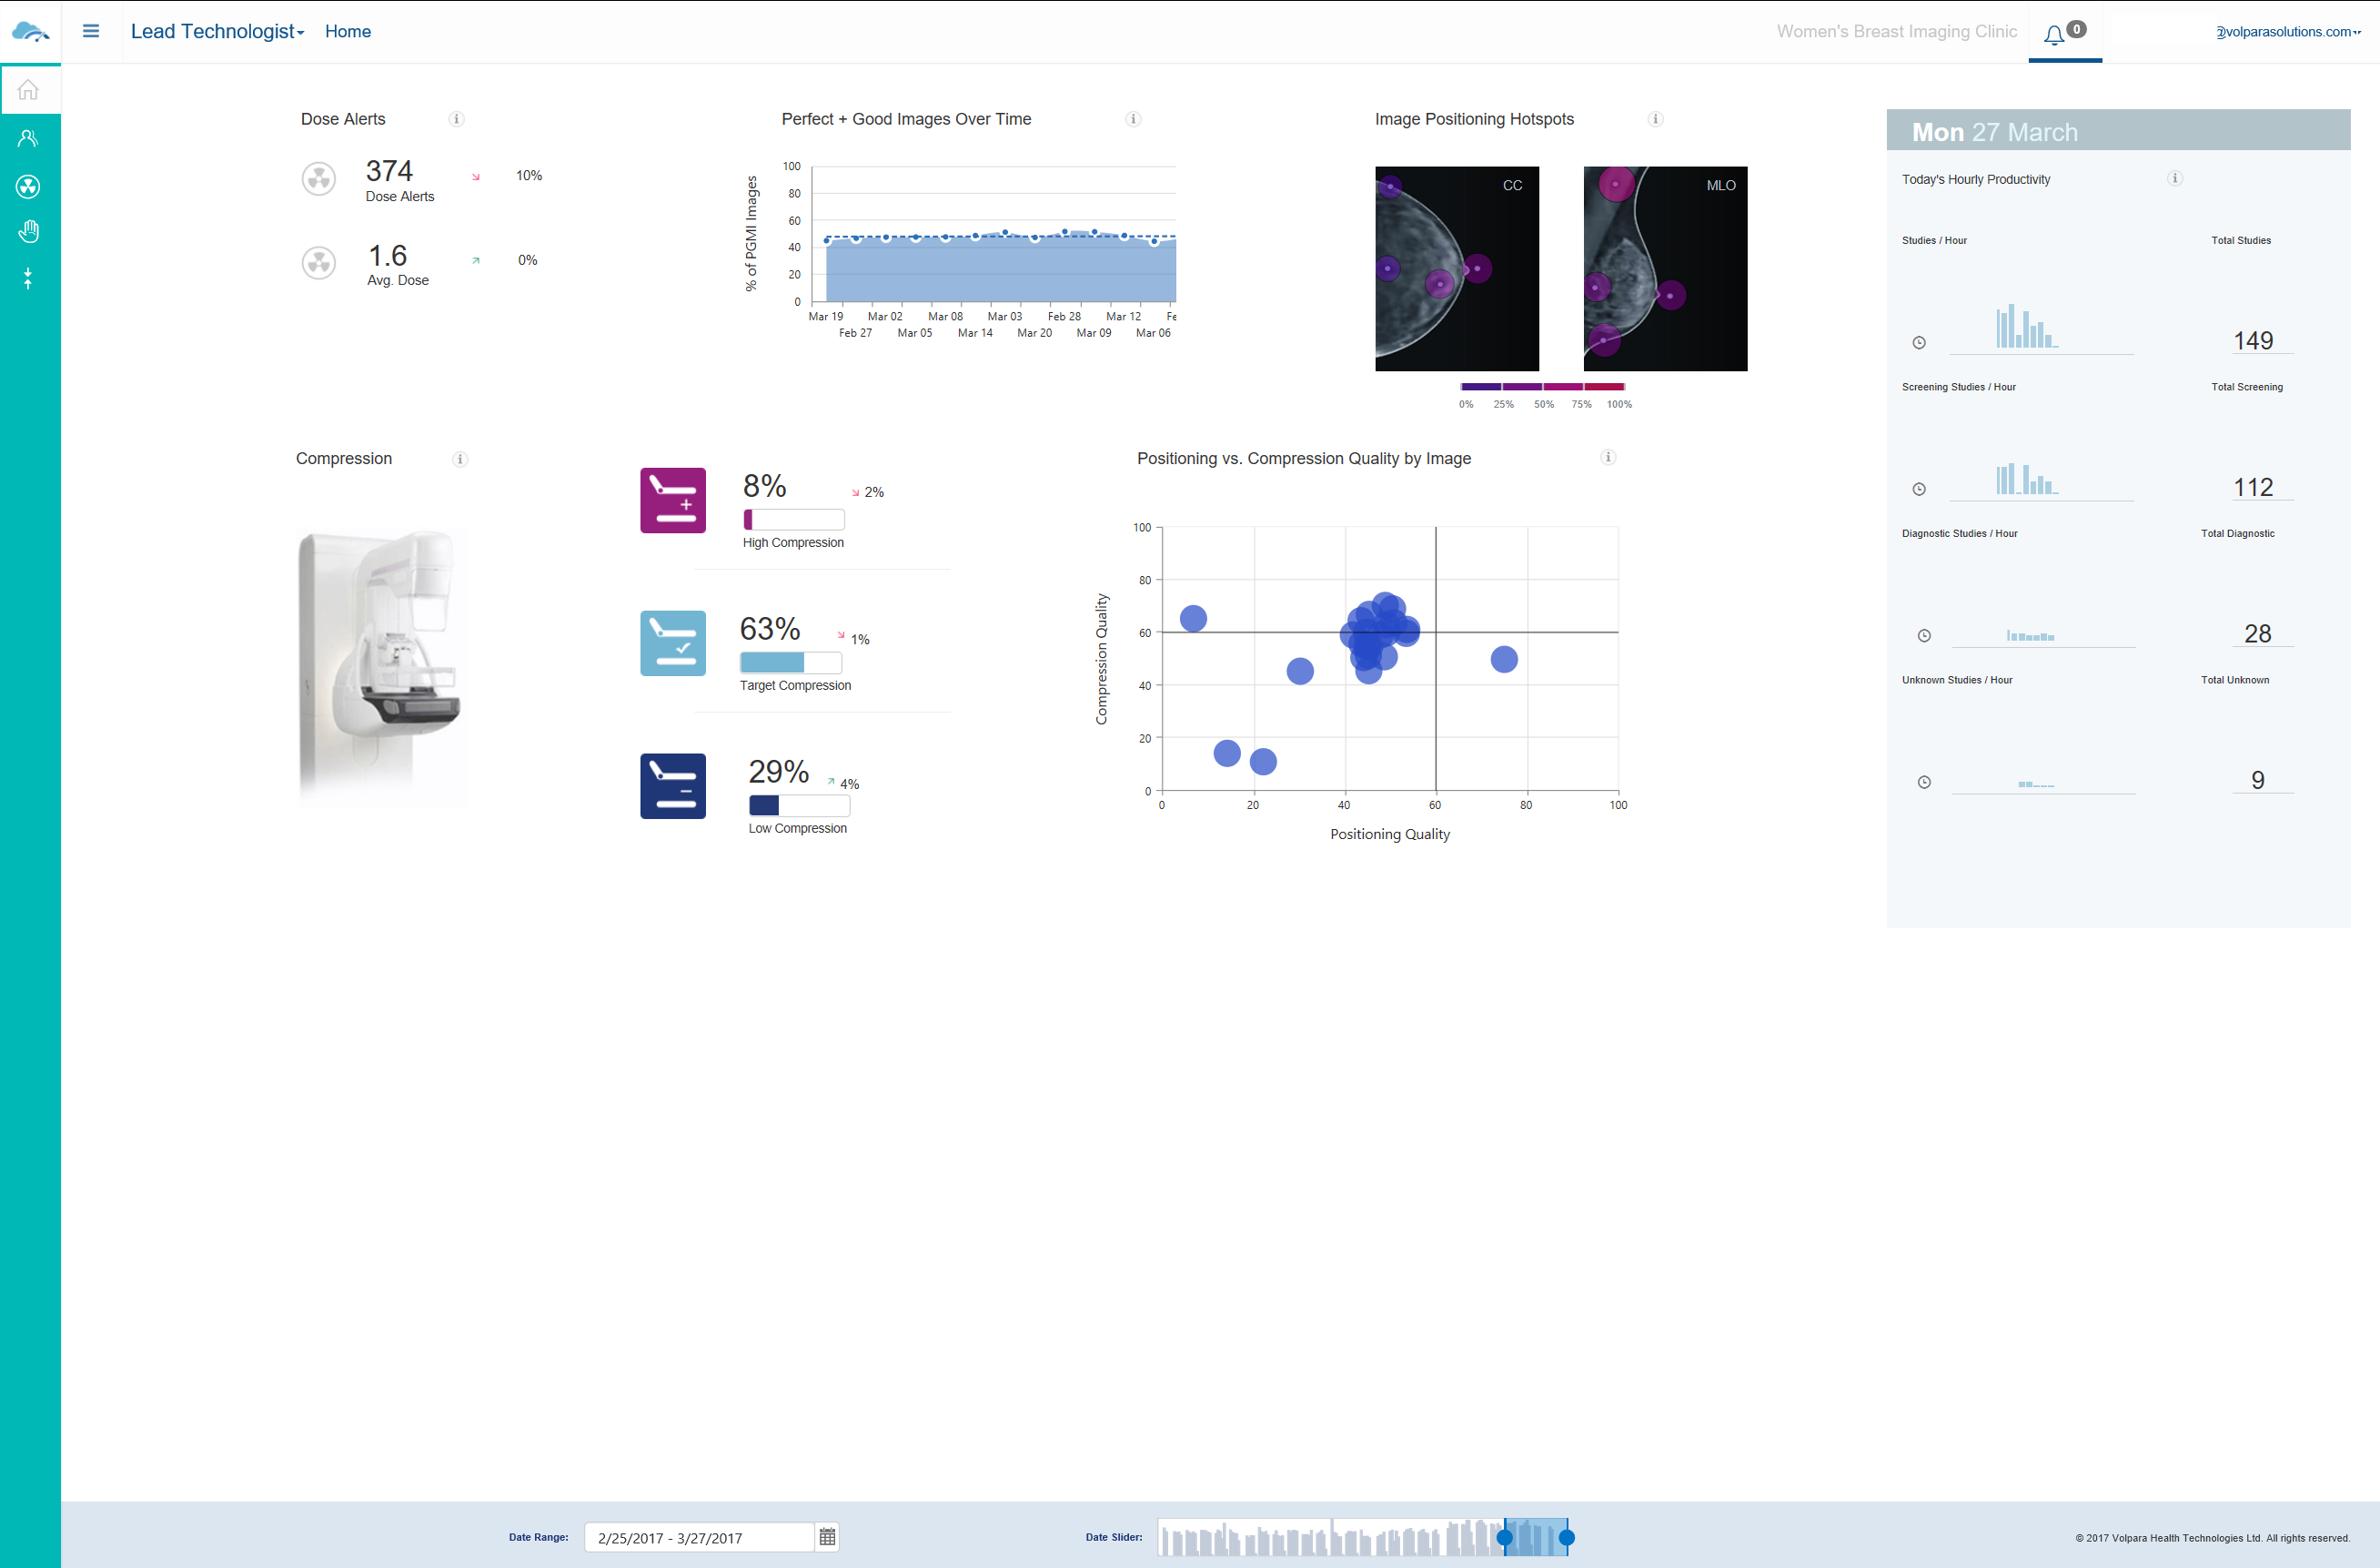 Lead Technologist Home
Women's Breast Imaging Clinic
0
@volparasolutions.com
Dose Alerts
374
Dose Alerts
10%
1.6
Avg. Dose
0%
Perfect + Good Images Over Time
% of PGMI Images
100
80
60
40
20
0
Mar 19 Mar 02 Mar 08 Mar 03 Feb 28 Mar 12 Fe
Feb 27 Mar 05 Mar 14 Mar 20 Mar 09 Mar 06
Image Positioning Hotspots
CC
MLO
0% 25% 50% 75% 100%
Compression
8%
2%
High Compression
63%
1%
Target Compression
29%
4%
Low Compression
Positioning vs. Compression Quality by Image
Compression Quality
100
80
60
40
20
0
0 20 40 60 80 100
Positioning Quality
Mon 27 March
Today's Hourly Productivity
Studies / Hour Total Studies
149
Screening Studies / Hour Total Screening
112
Diagnostic Studies / Hour Total Diagnostic
28
Unknown Studies / Hour Total Unknown
9
Date Range: 2/25/2017 - 3/27/2017
Date Slider:
© 2017 Volpara Health Technologies Ltd. All rights reserved.